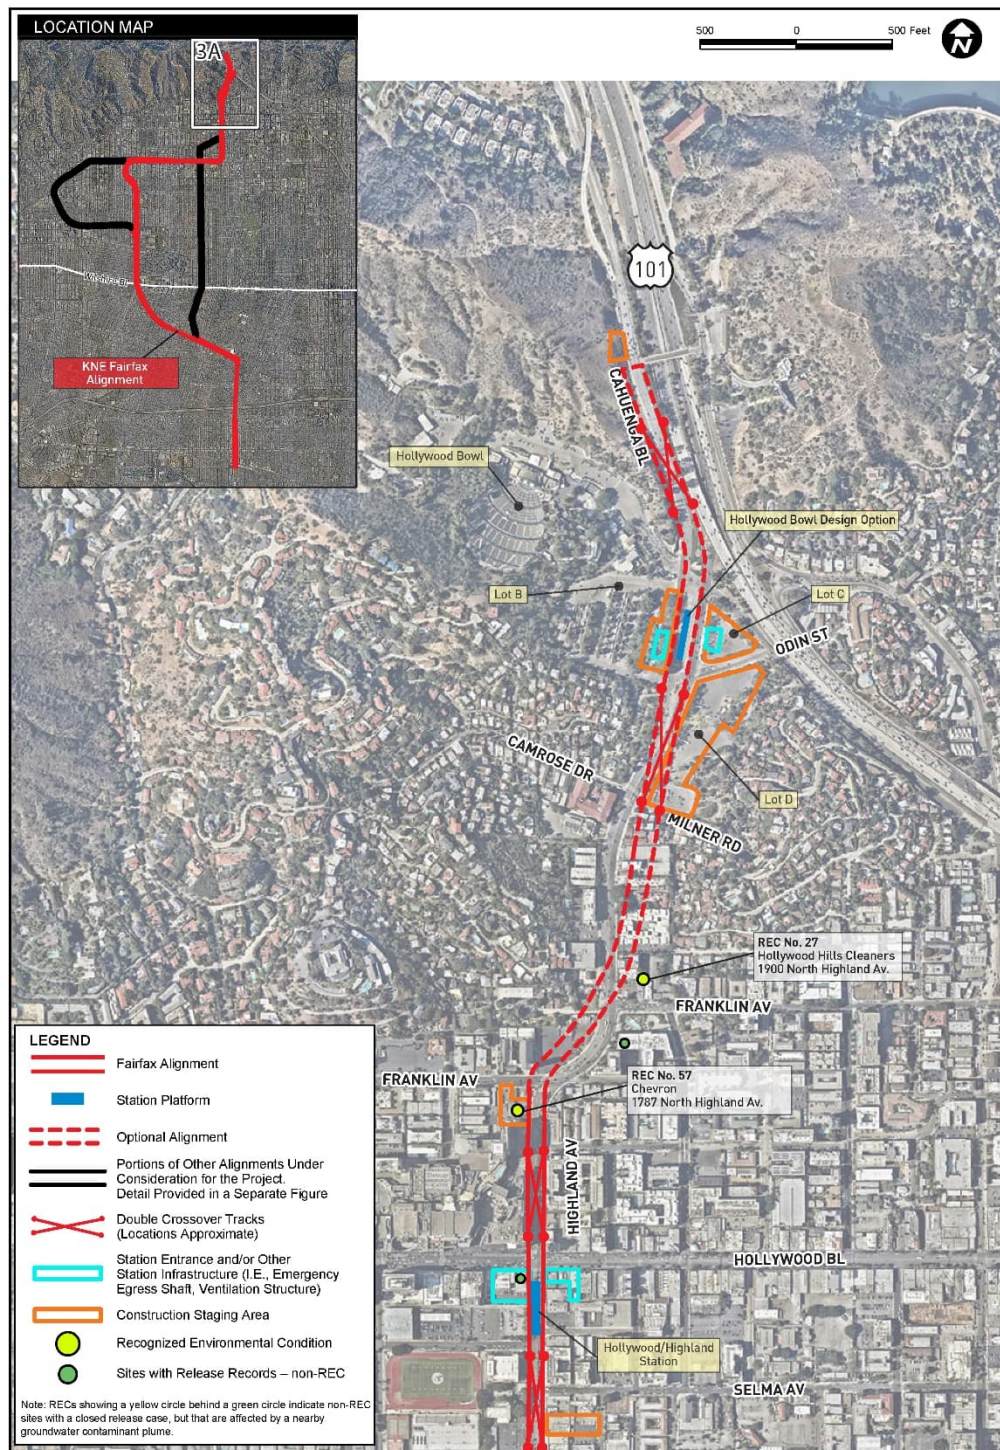 LOCATION MAP
3A
Wilshire Bl
KNE Fairfax
Alignment
500
0
500 Feet
N
101
CAHUENGA BL
Hollywood Bowl
Hollywood Bowl Design Option
Lot B
Lot C
ODIN ST
CAMROSE DR
Lot D
MILNER RD
REC No. 27
Hollywood Hills Cleaners
1900 North Highland Av.
FRANKLIN AV
FRANKLIN AV
REC No. 57
Chevron
1787 North Highland Av.
HIGHLAND AV
HOLLYWOOD BL
Hollywood/Highland
Station
SELMA AV
LEGEND
Fairfax Alignment
Station Platform
Optional Alignment
Portions of Other Alignments Under
Consideration for the Project.
Detail Provided in a Separate Figure
Double Crossover Tracks
(Locations Approximate)
Station Entrance and/or Other
Station Infrastructure (I.E., Emergency
Egress Shaft, Ventilation Structure)
Construction Staging Area
Recognized Environmental Condition
Sites with Release Records – non-REC
Note: RECs showing a yellow circle behind a green circle indicate non-REC
sites with a closed release case, but that are affected by a nearby
groundwater contaminant plume.